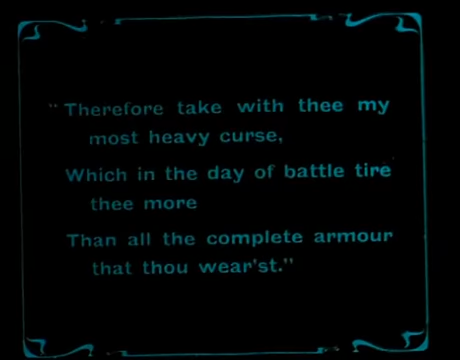 "Therefore take with thee my
most heavy curse,
Which in the day of battle tire
thee more
Than all the complete armour
that thou wear'st."